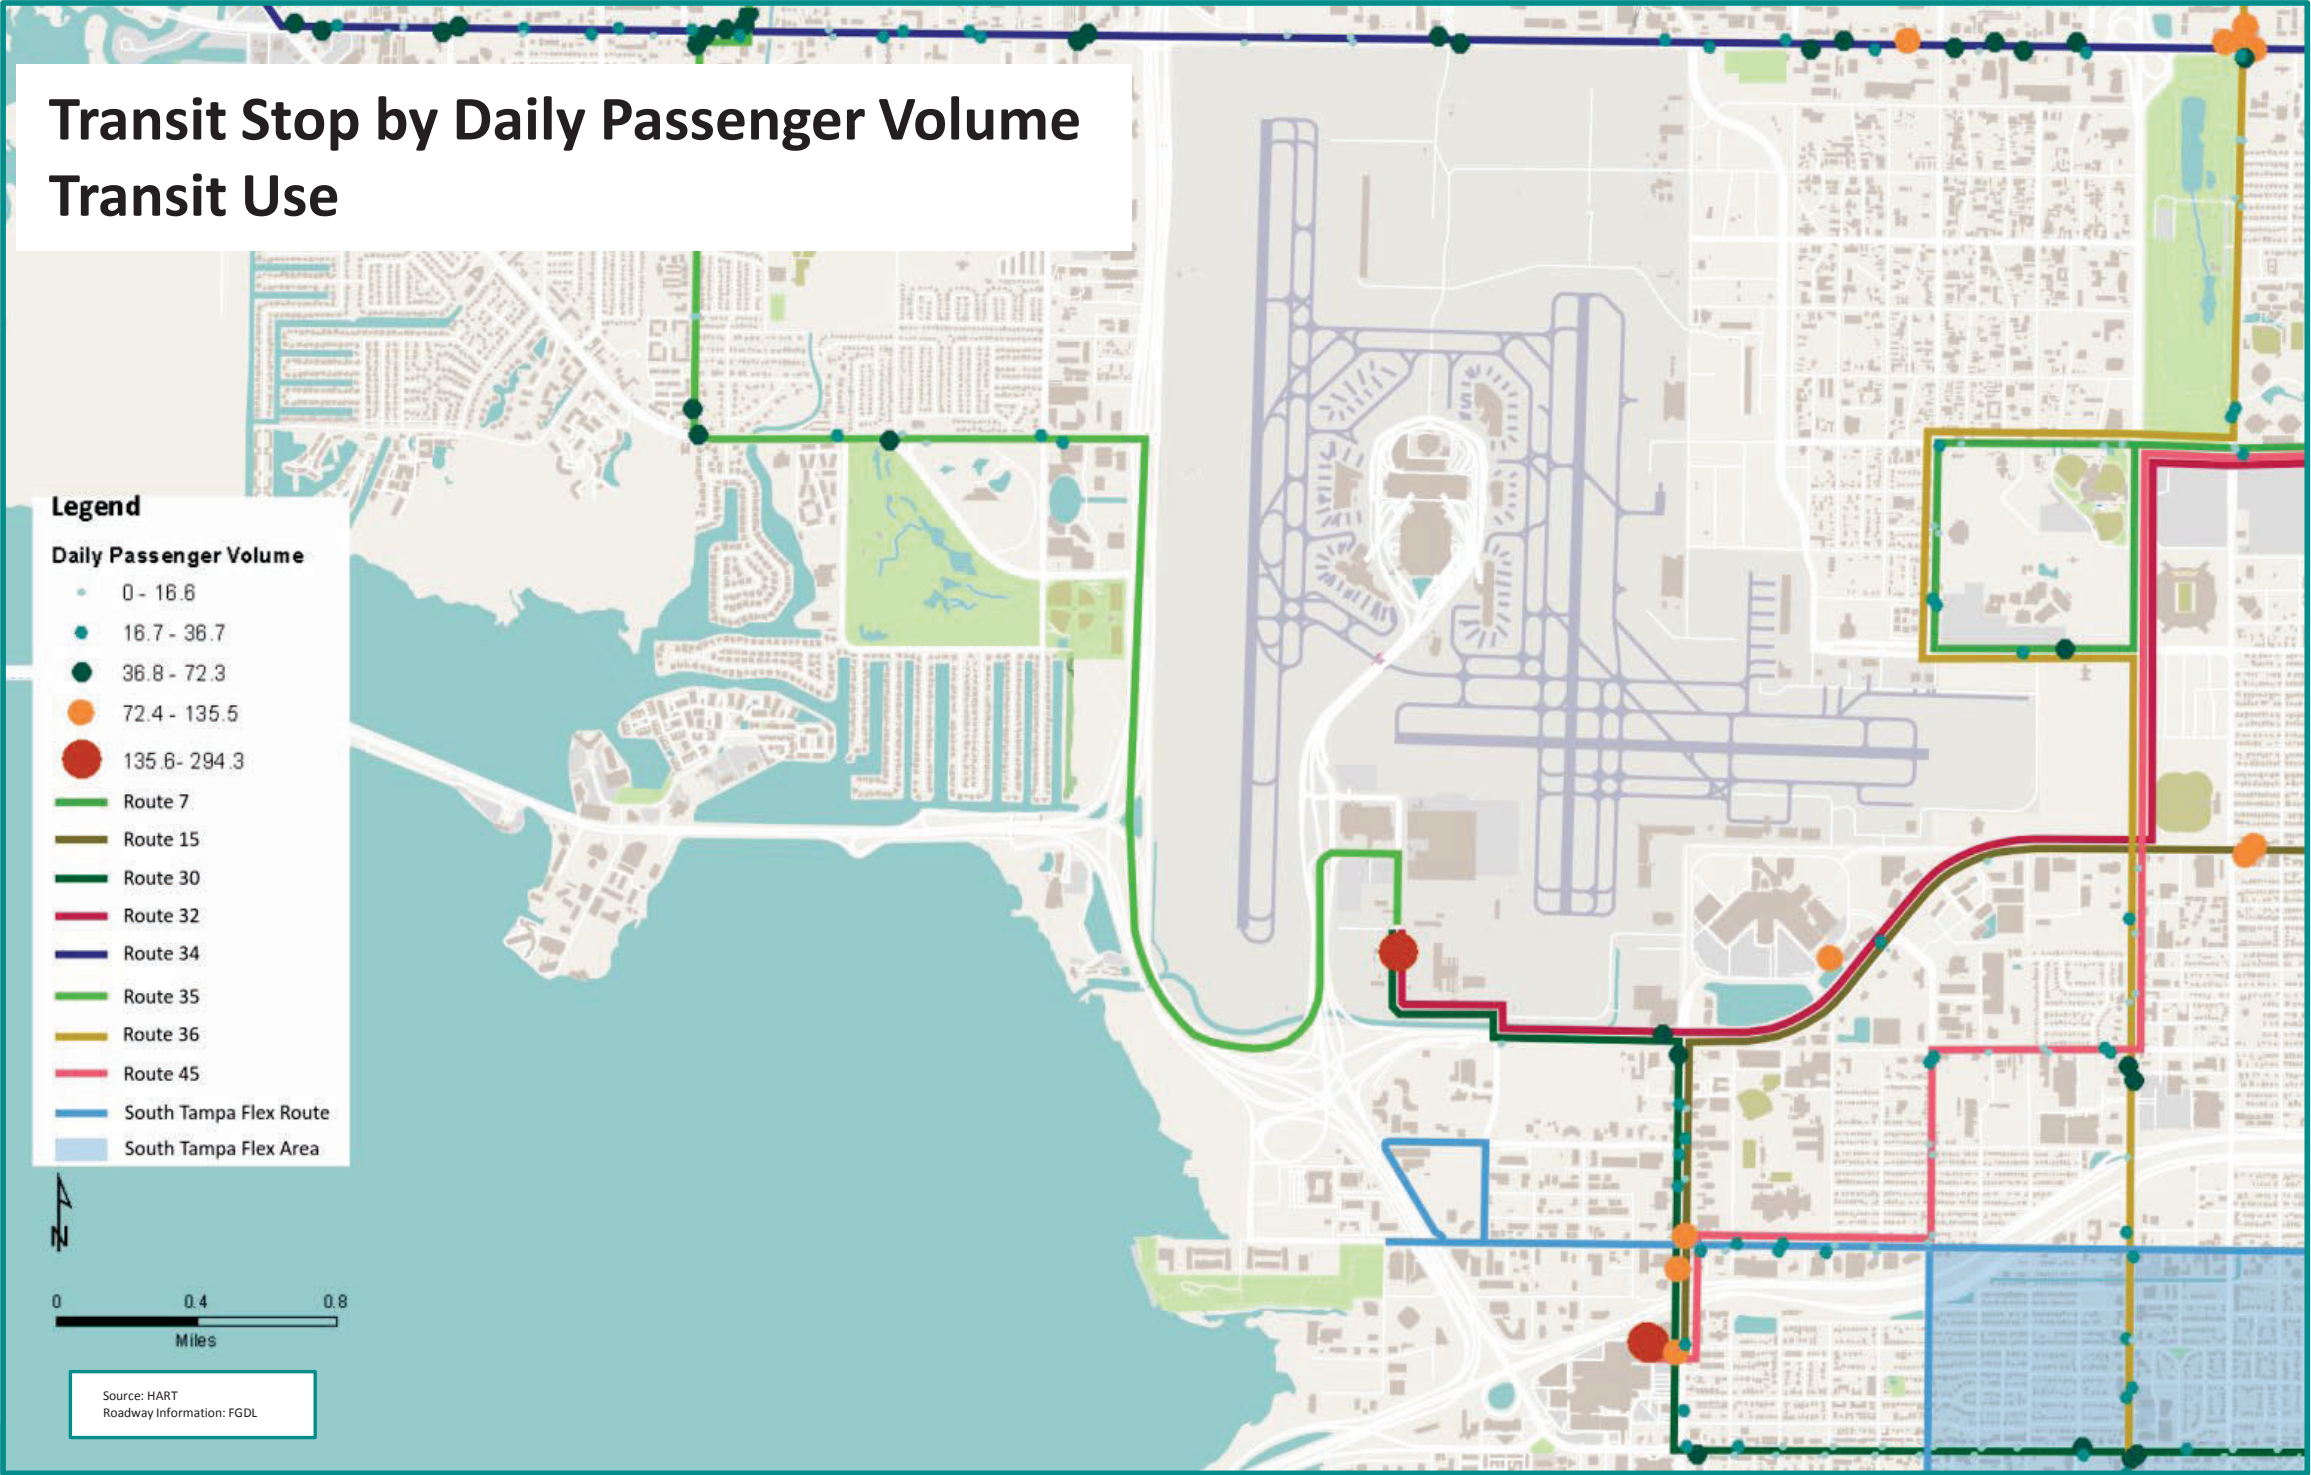 Transit Stop by Daily Passenger Volume
Transit Use
Legend
Daily Passenger Volume
0 - 16.6
16.7 - 36.7
36.8 - 72.3
72.4 - 135.5
135.6- 294.3
Route 7
Route 15
Route 30
Route 32
Route 34
Route 35
Route 36
Route 45
South Tampa Flex Route
South Tampa Flex Area
N
0 0.4 0.8
Miles
Source: HART
Roadway Information: FGDL